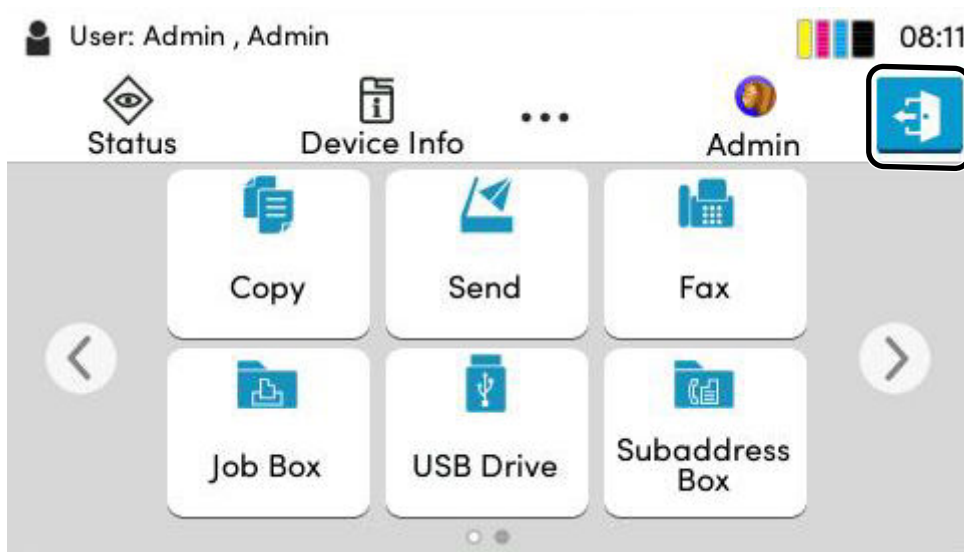 User: Admin , Admin
08:11
Status
Device Info
Admin
Copy
Send
Fax
Job Box
USB Drive
Subaddress
Box